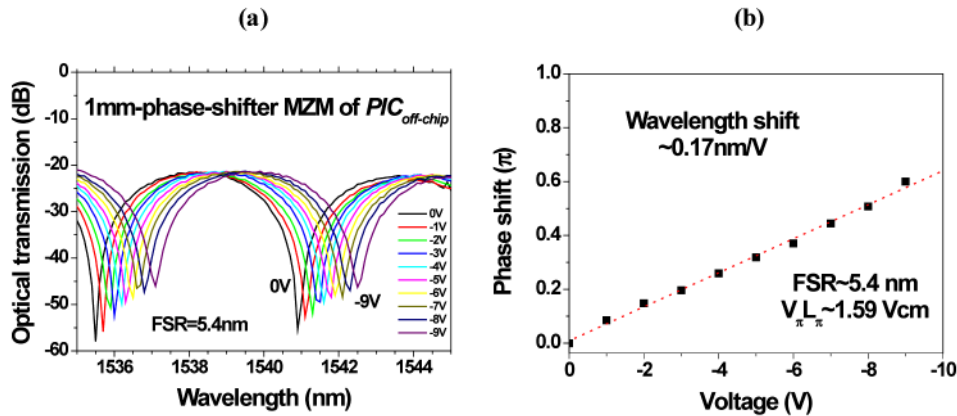 (a)
(b)
Optical transmission (dB)
0
-10
-20
-30
-40
-50
-60
1mm-phase-shifter MZM of PIC off-chip
0V
-9V
FSR=5.4nm
0V
-1V
-2V
-3V
-4V
-5V
-6V
-7V
-8V
-9V
1536 1538 1540 1542 1544
Wavelength (nm)
Phase shift (π)
1.0
0.8
0.6
0.4
0.2
0.0
Wavelength shift
~0.17nm/V
FSR~5.4 nm
VπLπ~1.59 Vcm
0 -2 -4 -6 -8 -10
Voltage (V)